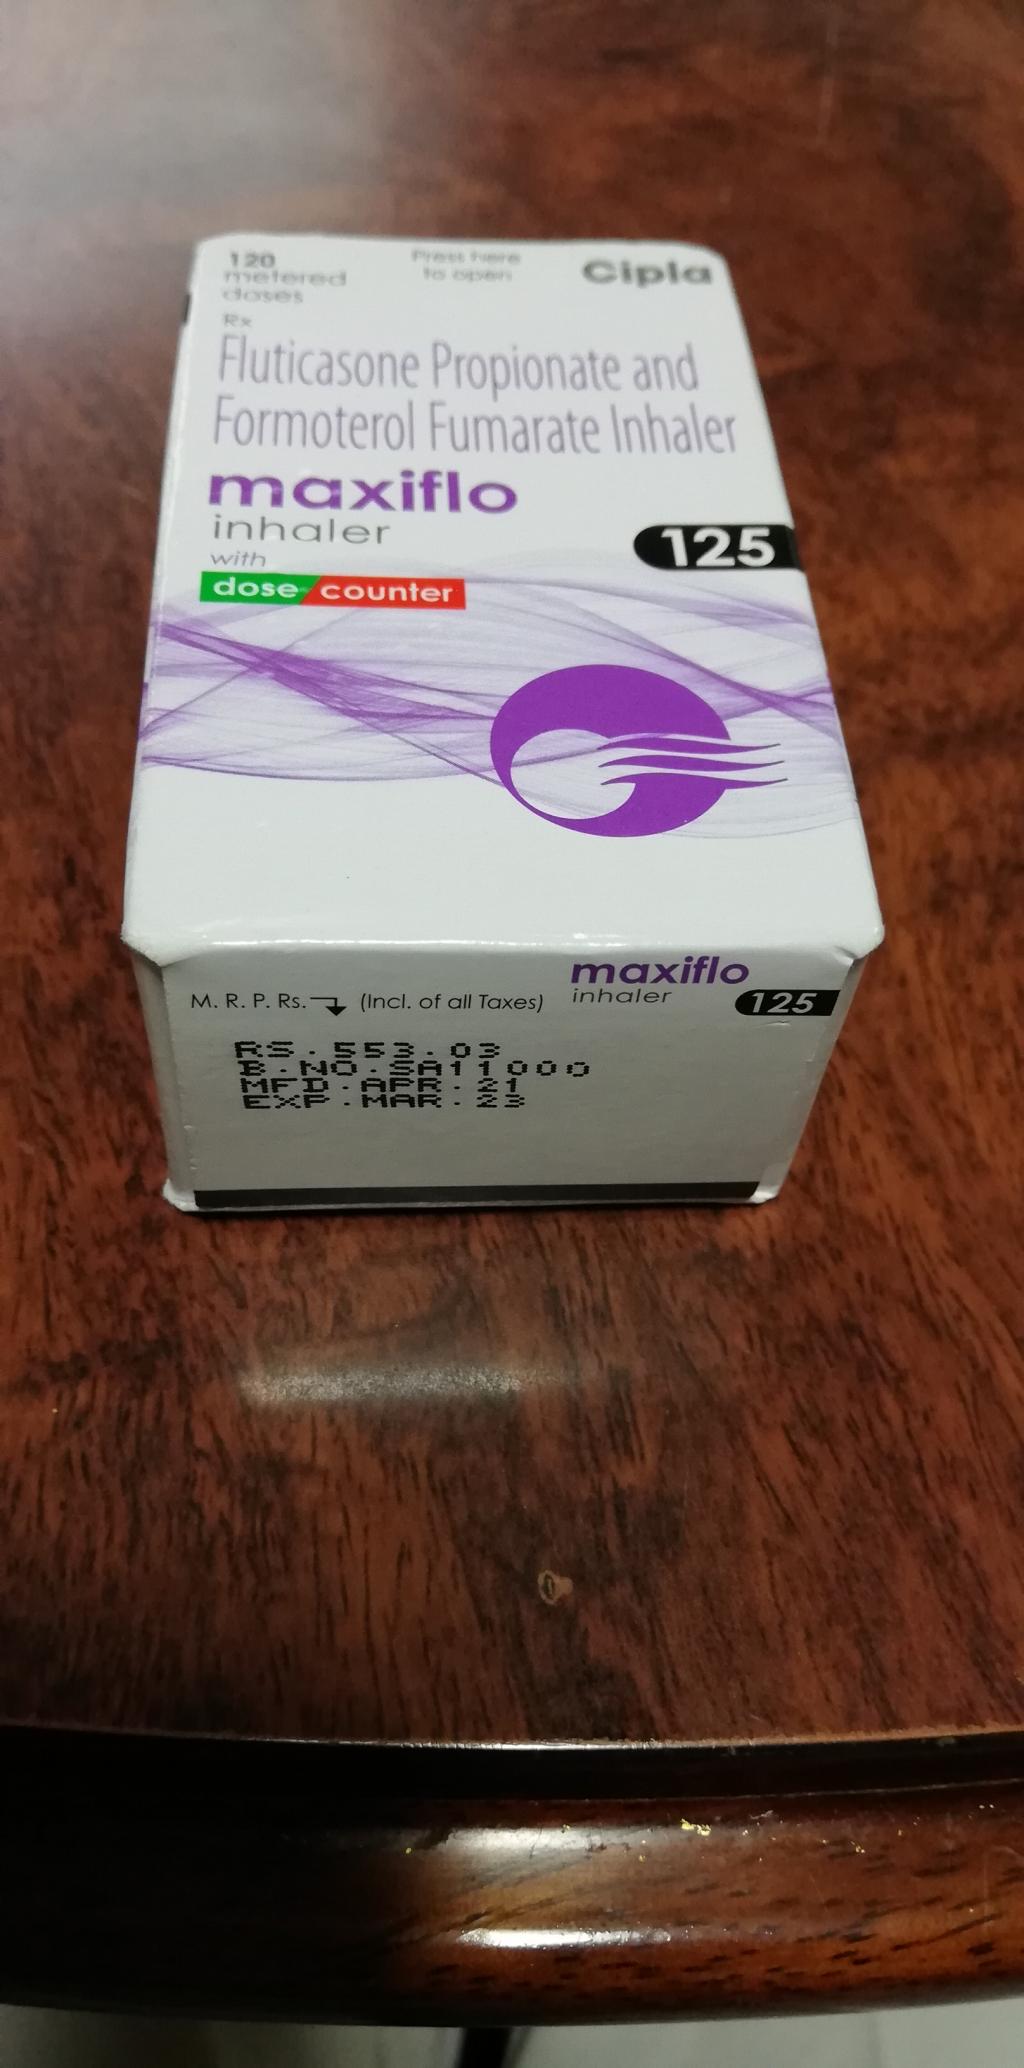 120
metered
doses
Press here
to open
Cipla
Rx
Fluticasone Propionate and
Formoterol Fumarate Inhaler
maxiflo
inhaler
with
dose counter
125
maxiflo
inhaler
125
M. R. P. Rs. (Incl. of all Taxes)
RS.553.03
B.NO.SA11000
MFD.APR.21
EXP.MAR.23